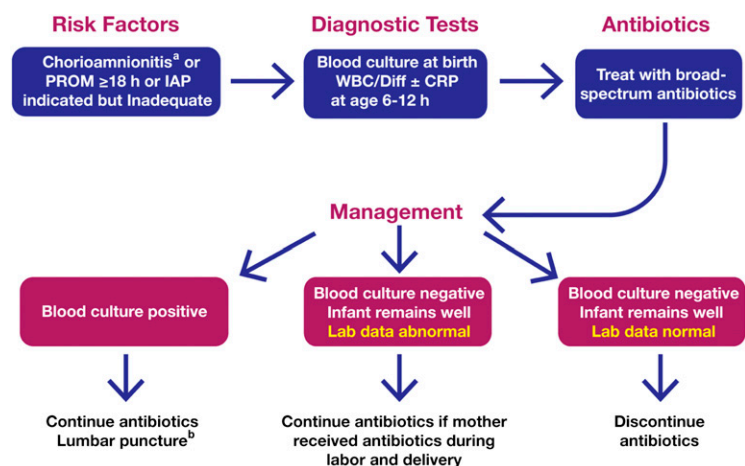 Risk Factors
Diagnostic Tests
Antibiotics
Chorioamnionitisᵃ or
PROM ≥18 h or IAP
indicated but Inadequate
Blood culture at birth
WBC/Diff ± CRP
at age 6-12 h
Treat with broad-
spectrum antibiotics
Management
Blood culture positive
Blood culture negative
Infant remains well
Lab data abnormal
Blood culture negative
Infant remains well
Lab data normal
Continue antibiotics
Lumbar punctureᵇ
Continue antibiotics if mother
received antibiotics during
labor and delivery
Discontinue
antibiotics